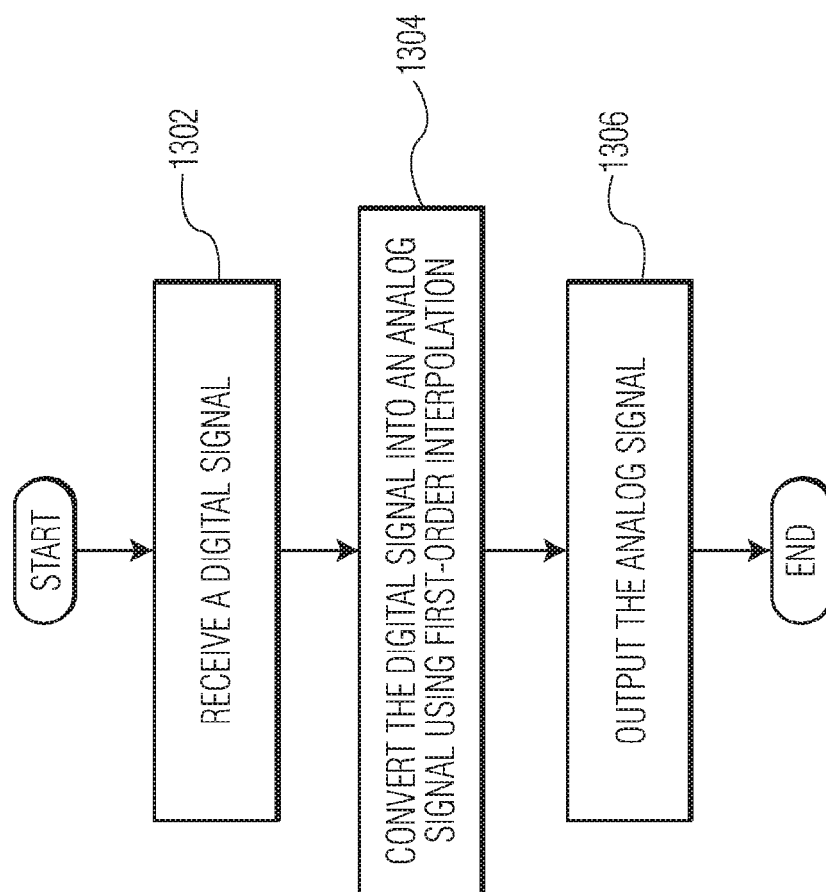 START
RECEIVE A DIGITAL SIGNAL
1302
CONVERT THE DIGITAL SIGNAL INTO AN ANALOG
SIGNAL USING FIRST-ORDER INTERPOLATION
1304
OUTPUT THE ANALOG SIGNAL
1306
END